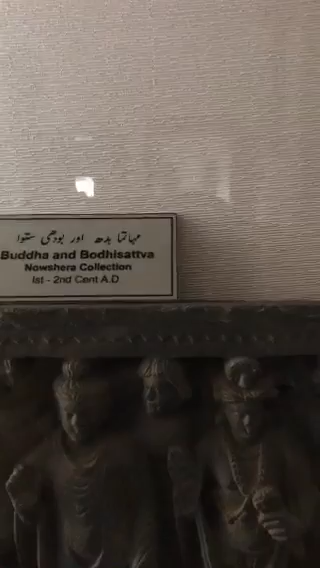 مہاتما بدھ اور بودھی ستوا
Buddha and Bodhisattva
Nowshera Collection
Ist - 2nd Cent A.D